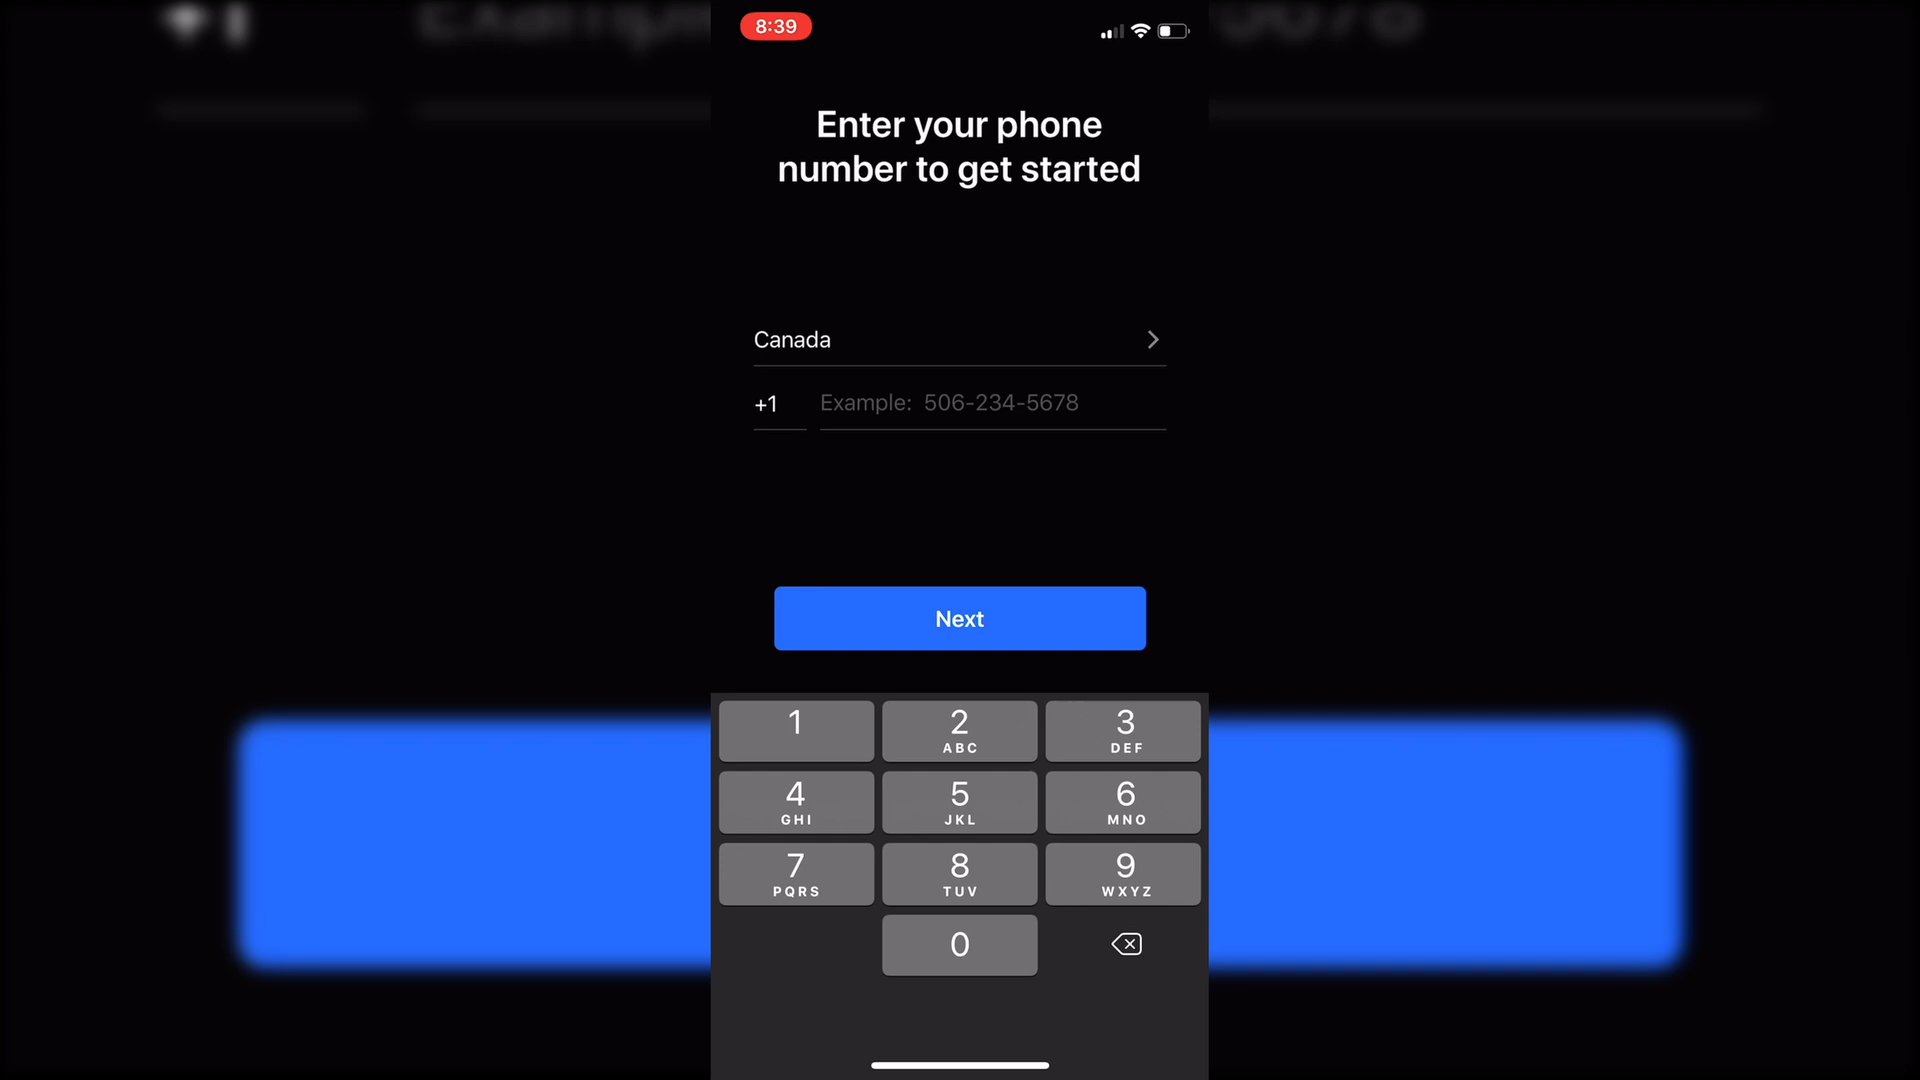 8:39
Enter your phone
number to get started
Canada
+1 Example: 506-234-5678
Next
1 2 3
ABC DEF
4 5 6
GHI JKL MNO
7 8 9
PQRS TUV WXYZ
0